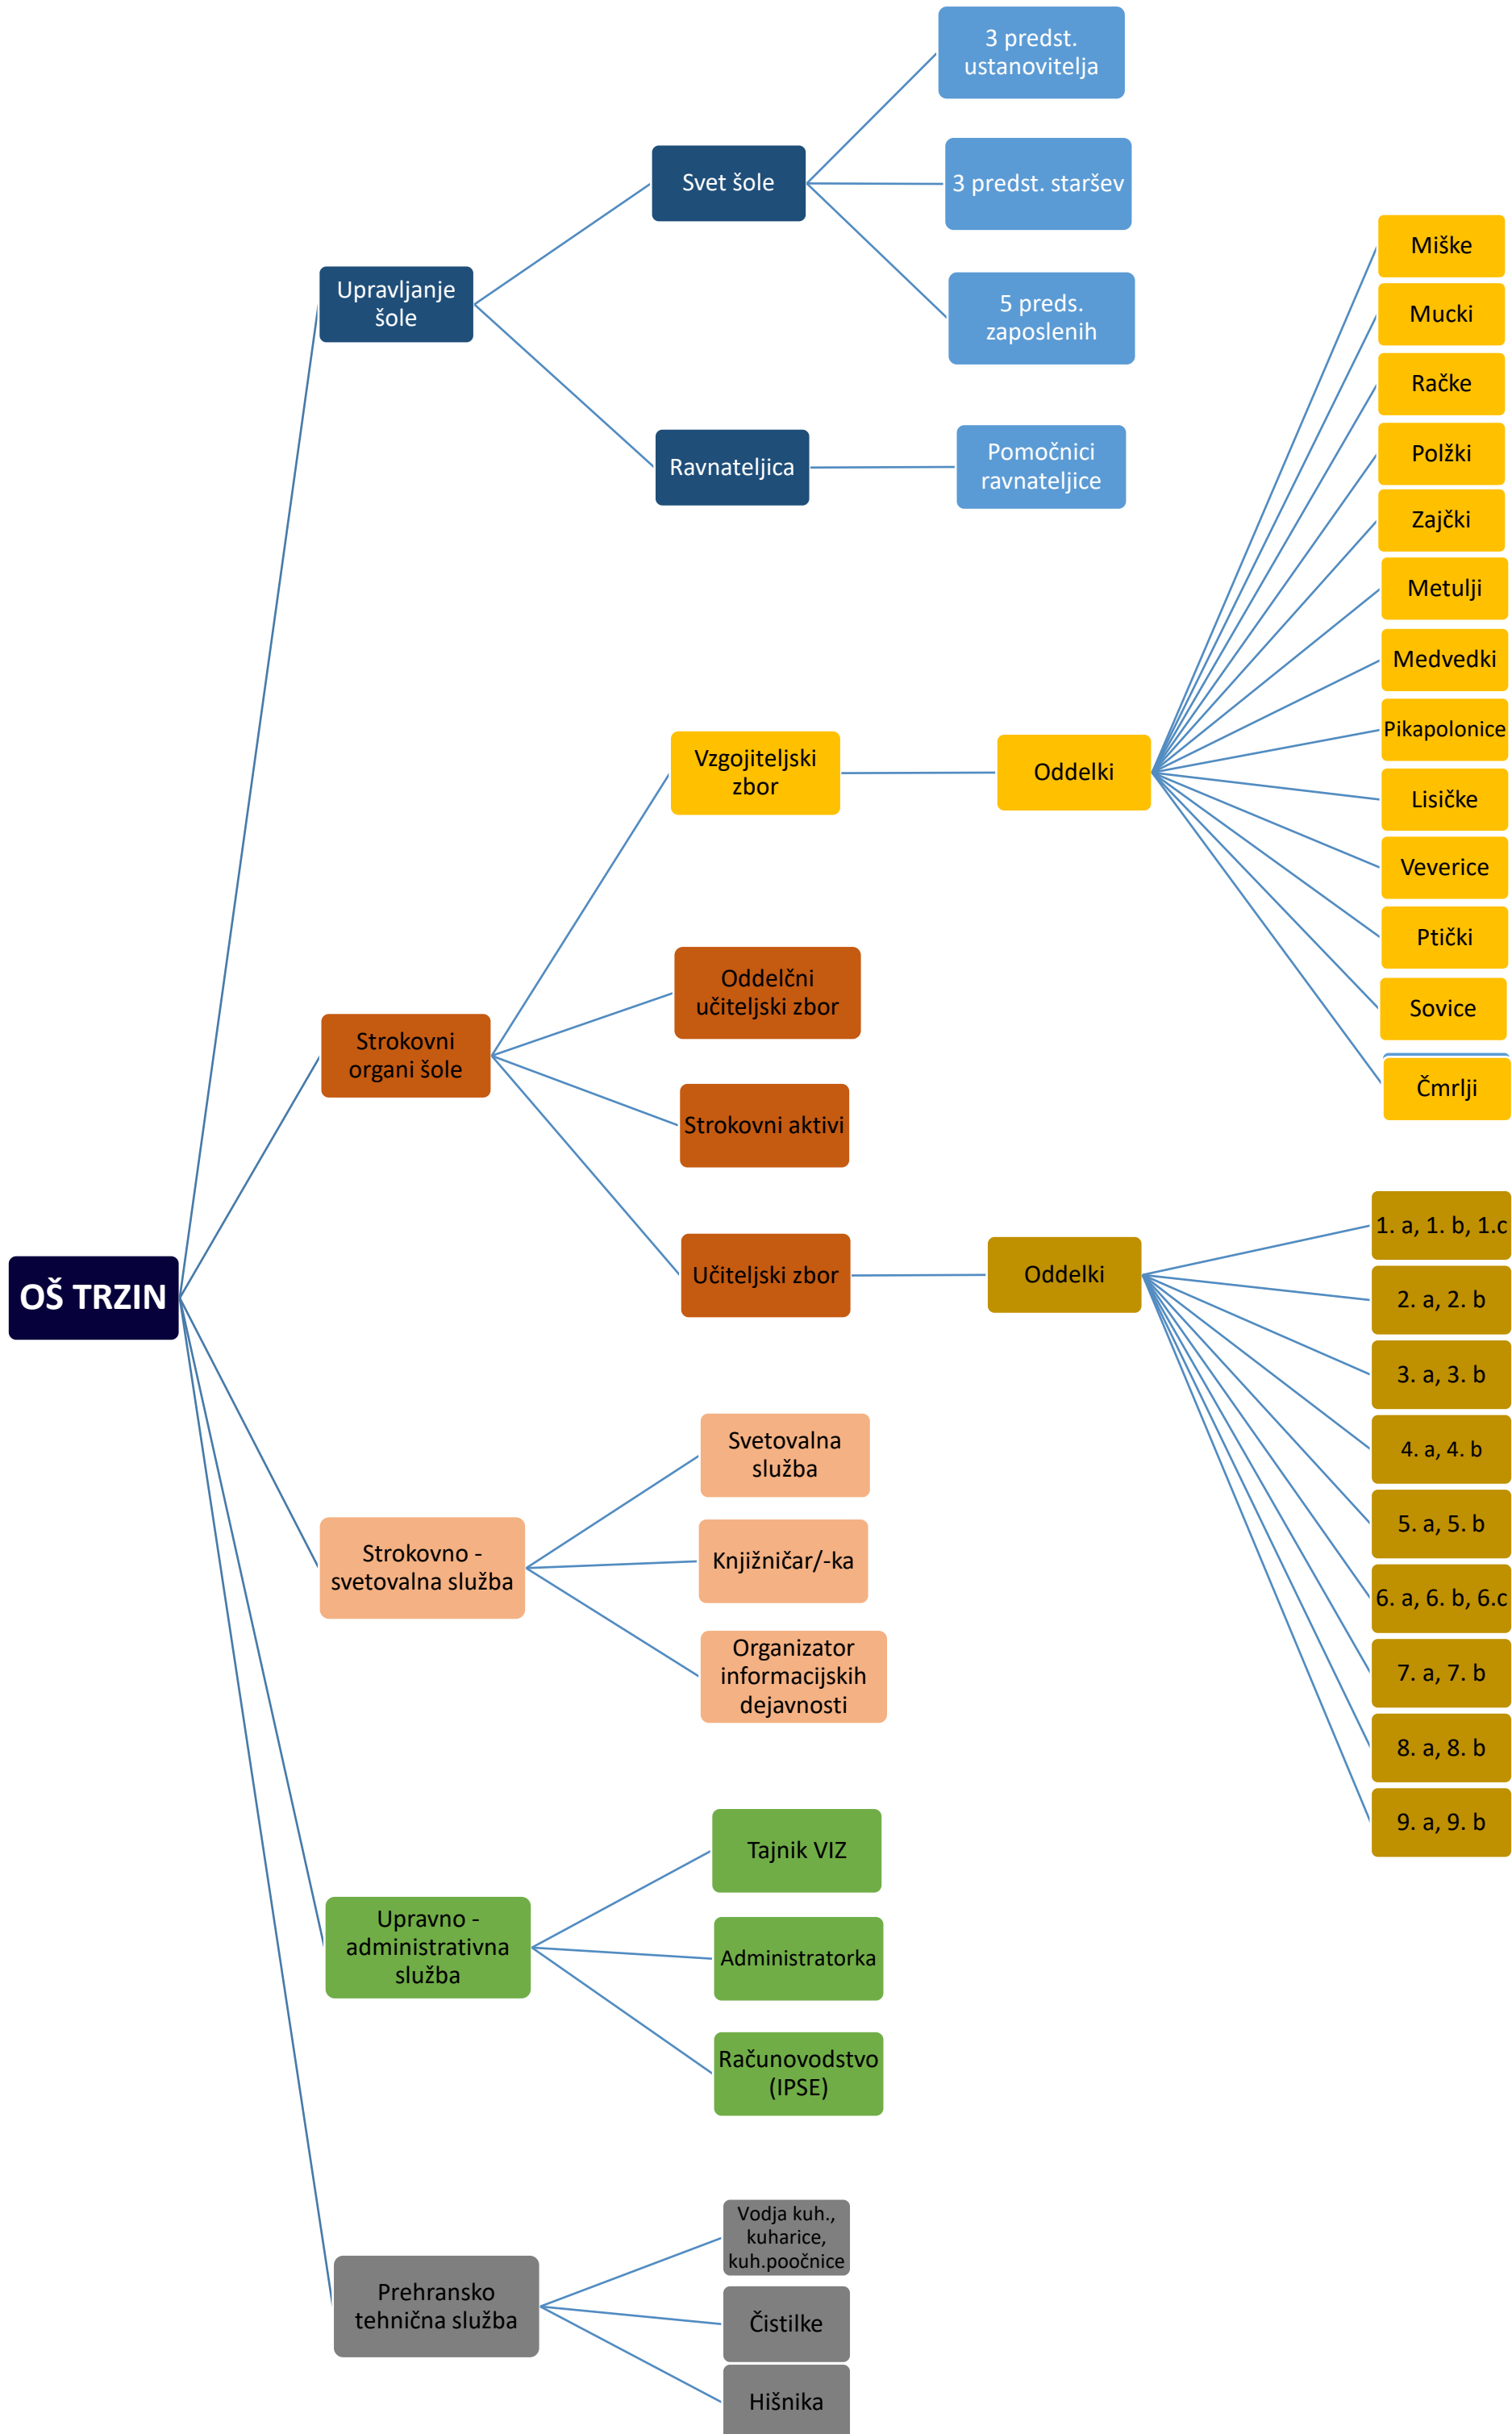 OŠ TRZIN
Upravljanje
šole
Svet šole
3 predst.
ustanovitelja
3 predst. staršev
5 preds.
zaposlenih
Ravnateljica
Pomočnici
ravnateljice
Strokovni
organi šole
Vzgojiteljski
zbor
Oddelki
Miške
Mucki
Račke
Polžki
Zajčki
Metulji
Medvedki
Pikapolonice
Lisičke
Veverice
Ptički
Sovice
Čmrlji
Oddelčni
učiteljski zbor
Strokovni aktivi
Učiteljski zbor
Oddelki
1. a, 1. b, 1.c
2. a, 2. b
3. a, 3. b
4. a, 4. b
5. a, 5. b
6. a, 6. b, 6.c
7. a, 7. b
8. a, 8. b
9. a, 9. b
Strokovno -
svetovalna služba
Svetovalna
služba
Knjižničar/-ka
Organizator
informacijskih
dejavnosti
Upravno -
administrativna
služba
Tajnik VIZ
Administratorka
Računovodstvo
(IPSE)
Prehransko
tehnična služba
Vodja kuh.,
kuharice,
kuh.poočnice
Čistilke
Hišnika